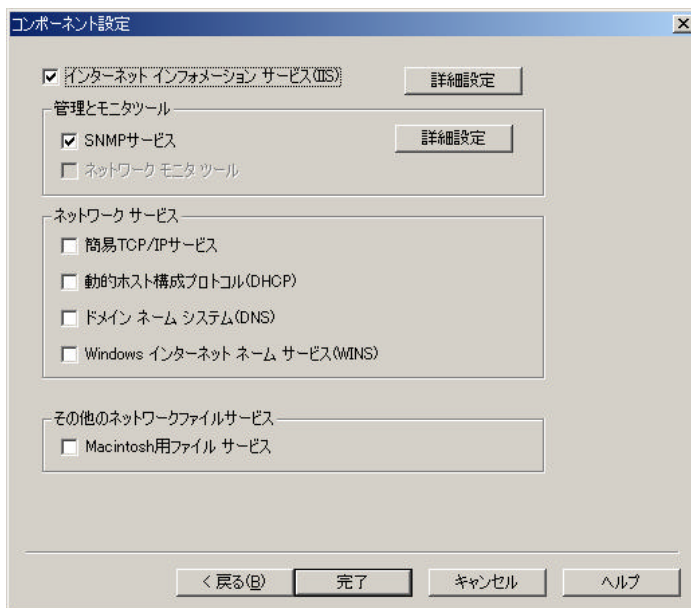 コンポーネント設定
インターネット インフォメーション サービス(IIS)
詳細設定
管理とモニタツール
SNMPサービス
詳細設定
ネットワーク モニタ ツール
ネットワーク サービス
簡易TCP/IPサービス
動的ホスト構成プロトコル(DHCP)
ドメイン ネーム システム(DNS)
Windows インターネット ネーム サービス(WINS)
その他のネットワークファイルサービス
Macintosh用ファイル サービス
< 戻る(B)
完了
キャンセル
ヘルプ